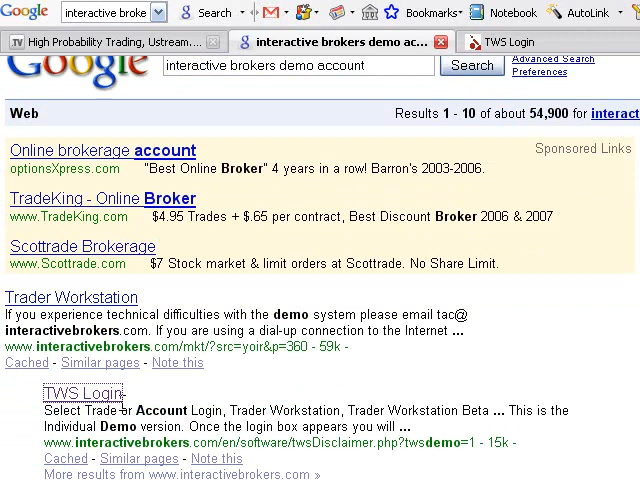 Google interactive broke Search Bookmarks Notebook AutoLink
High Probability Trading, Ustream.... interactive brokers demo ac... TWS Login
Google interactive brokers demo account Search Advanced Search
Preferences
Web Results 1 - 10 of about 54,900 for interact
Online brokerage account Sponsored Links
optionsXpress.com "Best Online Broker" 4 years in a row! Barron's 2003-2006.
TradeKing - Online Broker
www.TradeKing.com $4.95 Trades + $.65 per contract, Best Discount Broker 2006 & 2007
Scottrade Brokerage
www.Scottrade.com $7 Stock market & limit orders at Scottrade. No Share Limit.
Trader Workstation
If you experience technical difficulties with the demo system please email tac@
interactivebrokers.com. If you are using a dial-up connection to the Internet ...
www.interactivebrokers.com/mkt/?src=yoir&p=360 - 59k -
Cached - Similar pages - Note this
TWS Login
Select Trade or Account Login, Trader Workstation, Trader Workstation Beta ... This is the
Individual Demo version. Once the login box appears you will ...
www.interactivebrokers.com/en/software/twsDisclaimer.php?twsdemo=1 - 15k -
Cached - Similar pages - Note this
More results from www.interactivebrokers.com »